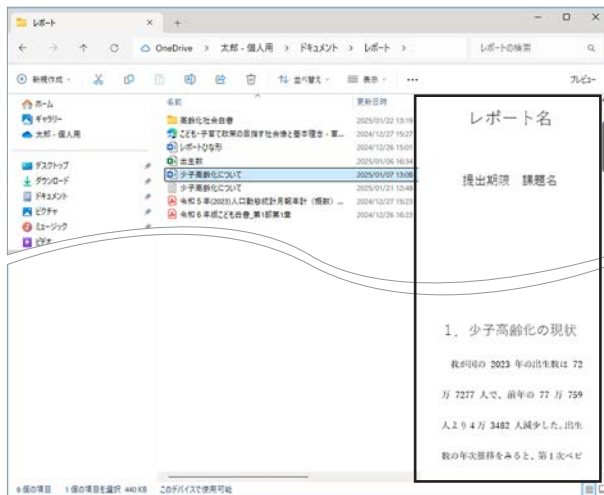 レポート
← → ↑ OneDrive > 太郎 - 個人用 > ドキュメント > レポート > レポートの検索
新規作成 並べ替え 表示 ... プレビュー
ホーム
ギャラリー
太郎 - 個人用
デスクトップ
ダウンロード
ドキュメント
ピクチャ
ミュージック
ビデオ
名前 更新日時
高齢化社会白書 2025/01/22 13:19
こども・子育て政策の目指す社会像と基本理念 - 首... 2024/12/27 15:27
レポートひな形 2024/12/26 15:01
出生数 2025/01/06 16:34
少子高齢化について 2025/01/07 13:08
少子高齢化について 2025/01/21 12:48
令和5年(2023)人口動態統計月報年計（概数）... 2024/12/27 15:23
令和6年版こども白書_第1部第1章 2024/12/26 16:23
レポート名
提出期限 課題名
1. 少子高齢化の現状
我が国の 2023 年の出生数は 72
万 7277 人で、前年の 77 万 759
人より4万 3482 人減少した。出生
数の年次推移をみると、第1次ベビ
8 個の項目 1 個の項目を選択 440 KB このデバイスで使用可能